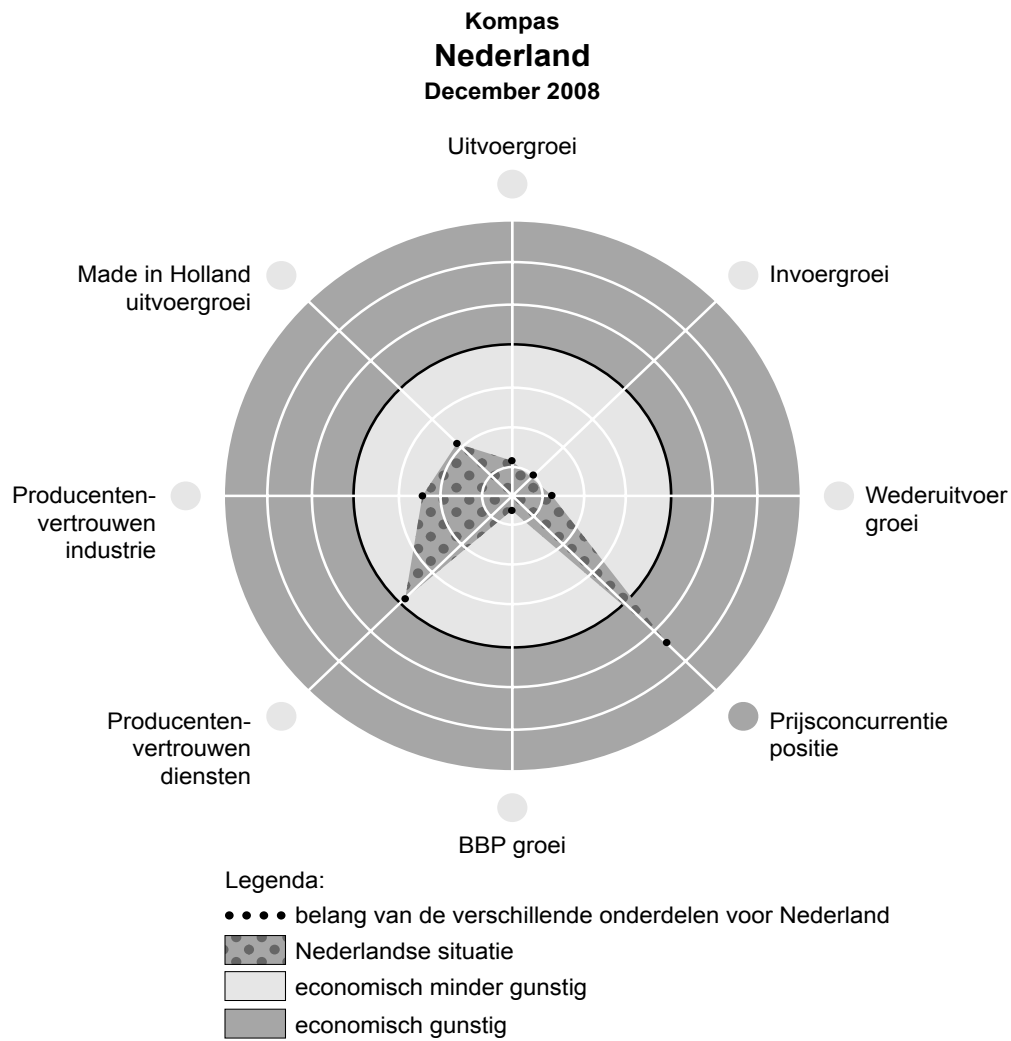 Kompas
Nederland
December 2008
Uitvoergroei
Made in Holland
uitvoergroei
Invoergroei
Producenten-
vertrouwen
industrie
Wederuitvoer
groei
Producenten-
vertrouwen
diensten
Prijsconcurrentie
positie
BBP groei
Legenda:
belang van de verschillende onderdelen voor Nederland
Nederlandse situatie
economisch minder gunstig
economisch gunstig